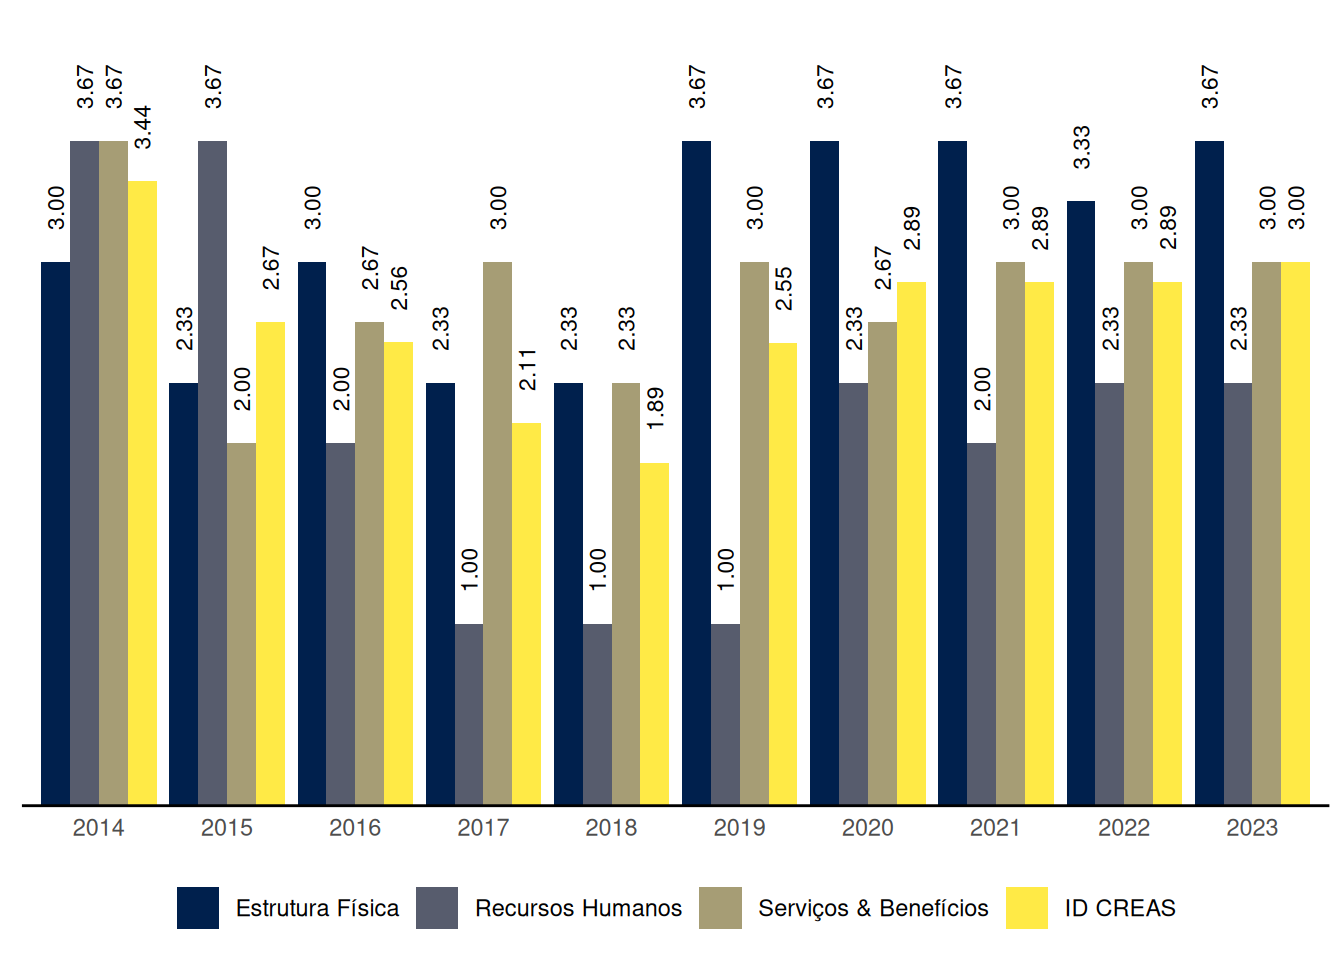 3.00 3.67 3.67 3.44
2.33 3.67 2.00 2.67
3.00 2.00 2.67 2.56
2.33 1.00 3.00 2.11
2.33 1.00 2.33 1.89
3.67 1.00 3.00 2.55
3.67 2.33 2.67 2.89
3.67 2.00 3.00 2.89
3.33 2.33 3.00 2.89
3.67 2.33 3.00 3.00
2014 2015 2016 2017 2018 2019 2020 2021 2022 2023
Estrutura Física Recursos Humanos Serviços & Benefícios ID CREAS